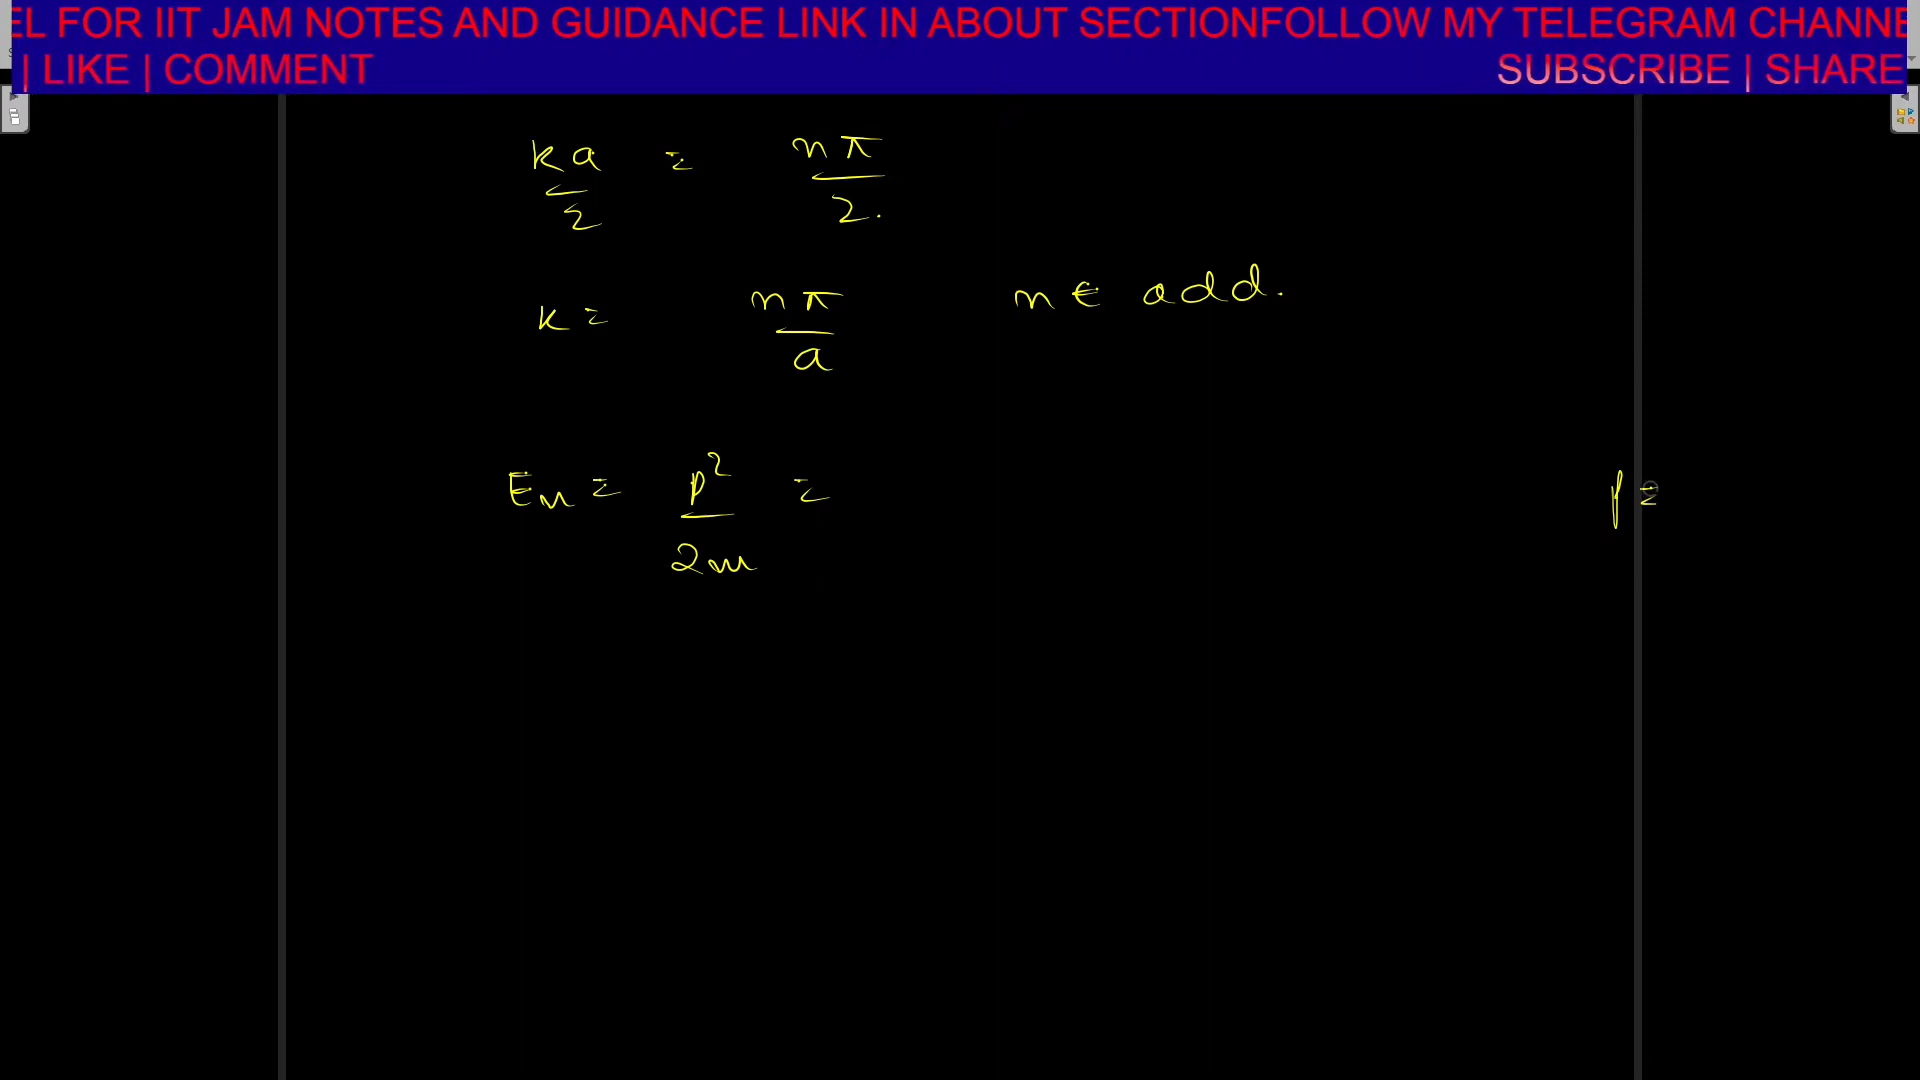 EL FOR IIT JAM NOTES AND GUIDANCE LINK IN ABOUT SECTIONFOLLOW MY TELEGRAM CHANNE
| LIKE | COMMENT SUBSCRIBE | SHARE
ka/2 = nπ/2.
k = nπ/a n ∈ odd.
En = p²/2m = p =